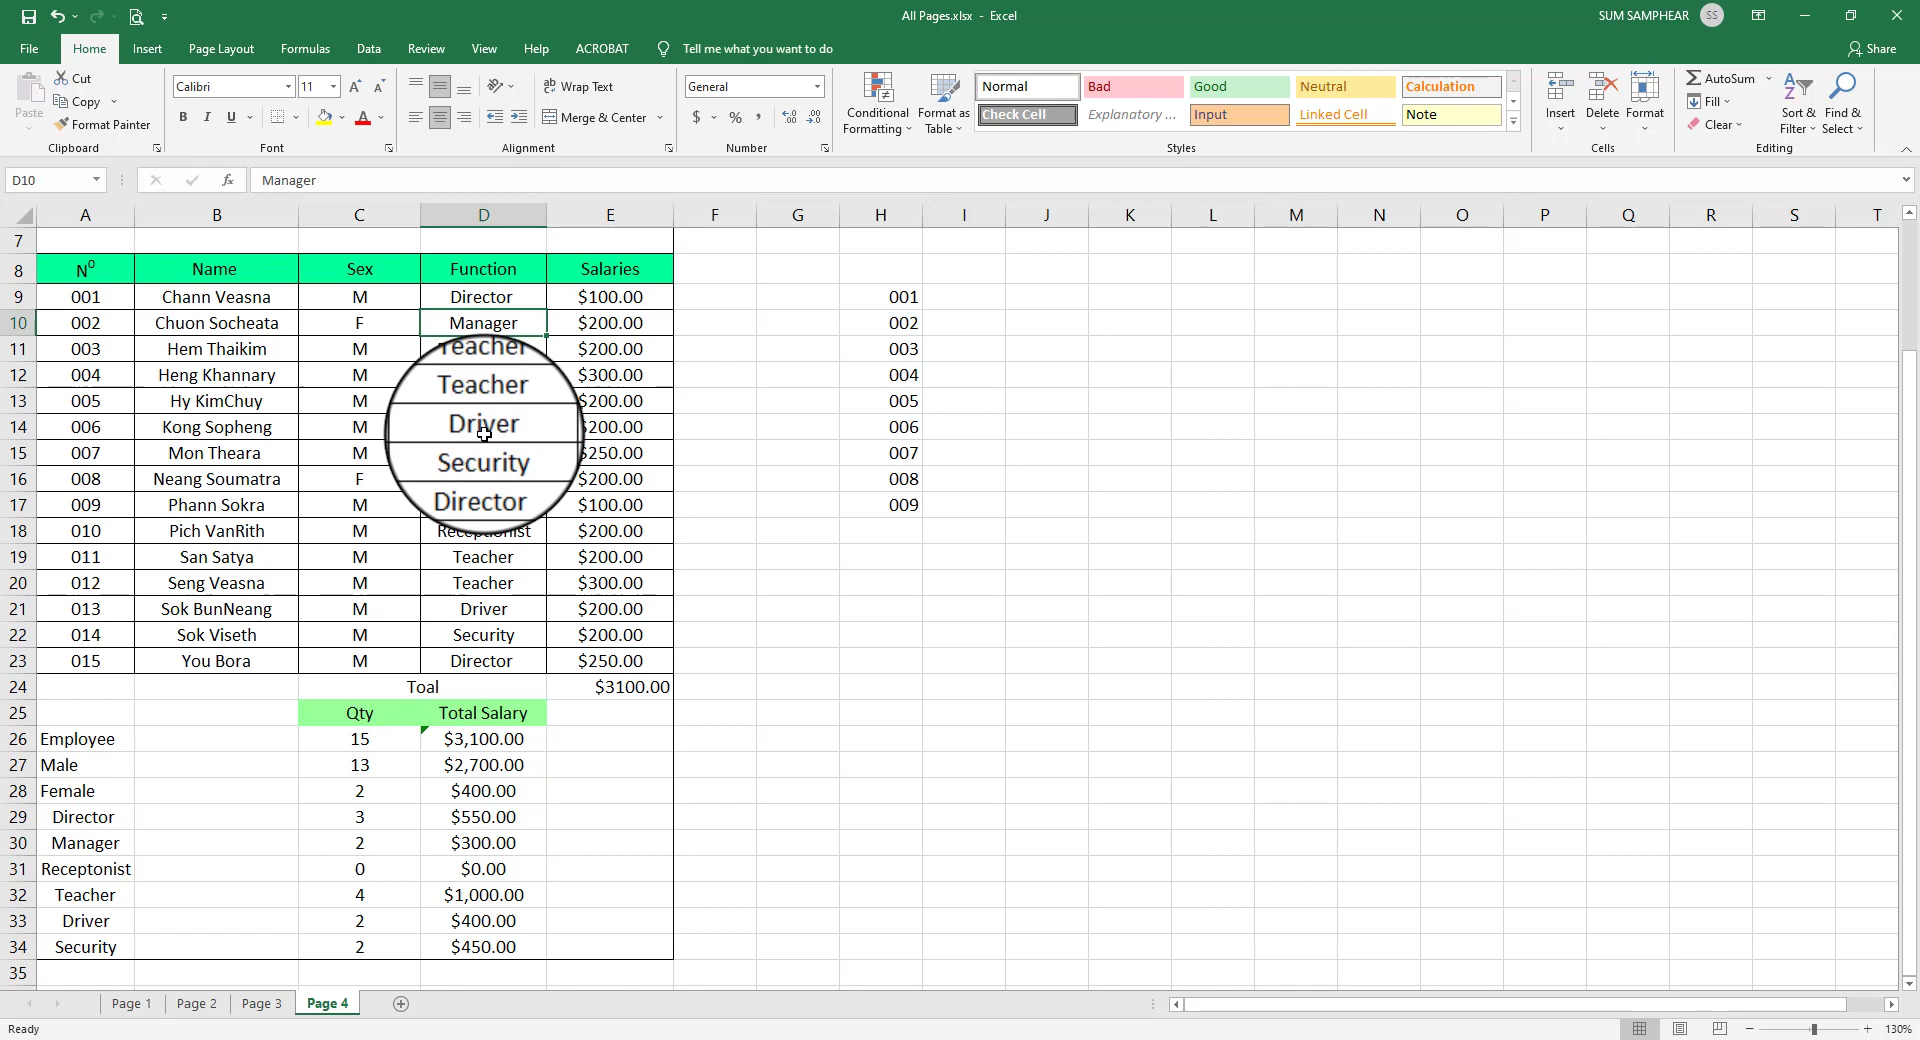 All Pages.xlsx - Excel
SUM SAMPHEAR SS
File Home Insert Page Layout Formulas Data Review View Help ACROBAT Tell me what you want to do Share
Paste
Cut
Copy
Format Painter
Clipboard
Calibri 11
B I U
Font
Wrap Text
Merge & Center
Alignment
General
$ % ,
Number
Conditional Formatting
Format as Table
Normal Bad Good Neutral Calculation
Check Cell Explanatory ... Input Linked Cell Note
Styles
Insert Delete Format
Cells
AutoSum
Fill
Clear
Sort & Filter
Find & Select
Editing
D10 fx Manager
A B C D E F G H I J K L M N O P Q R S T
7
8 N⁰ Name Sex Function Salaries
9 001 Chann Veasna M Director $100.00 001
10 002 Chuon Socheata F Manager $200.00 002
11 003 Hem Thaikim M Teacher $200.00 003
12 004 Heng Khannary M Teacher $300.00 004
13 005 Hy KimChuy M Driver $200.00 005
14 006 Kong Sopheng M 200.00 006
15 007 Mon Theara M Security $250.00 007
16 008 Neang Soumatra F $200.00 008
17 009 Phann Sokra M Director $100.00 009
18 010 Pich VanRith M Receptionist $200.00
19 011 San Satya M Teacher $200.00
20 012 Seng Veasna M Teacher $300.00
21 013 Sok BunNeang M Driver $200.00
22 014 Sok Viseth M Security $200.00
23 015 You Bora M Director $250.00
24 Toal $3100.00
25 Qty Total Salary
26 Employee 15 $3,100.00
27 Male 13 $2,700.00
28 Female 2 $400.00
29 Director 3 $550.00
30 Manager 2 $300.00
31 Receptonist 0 $0.00
32 Teacher 4 $1,000.00
33 Driver 2 $400.00
34 Security 2 $450.00
35
Page 1 Page 2 Page 3 Page 4
Ready 130%